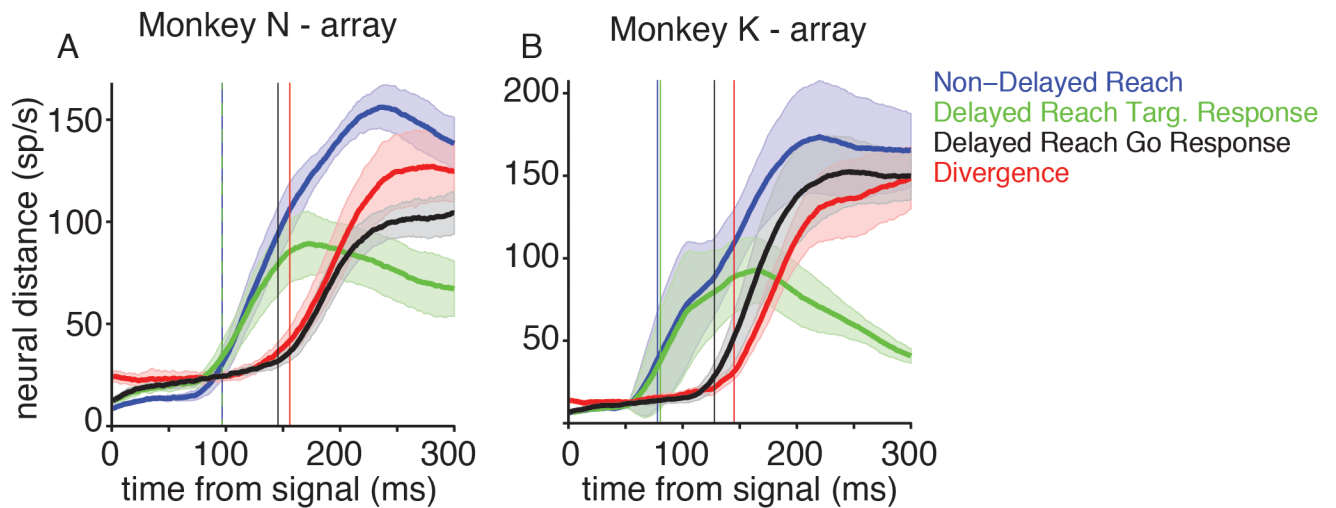 Monkey N - array
A
150
100
50
0
neural distance (sp/s)
0 100 200 300
time from signal (ms)
Monkey K - array
B
200
150
100
50
0 100 200 300
time from signal (ms)
Non–Delayed Reach
Delayed Reach Targ. Response
Delayed Reach Go Response
Divergence